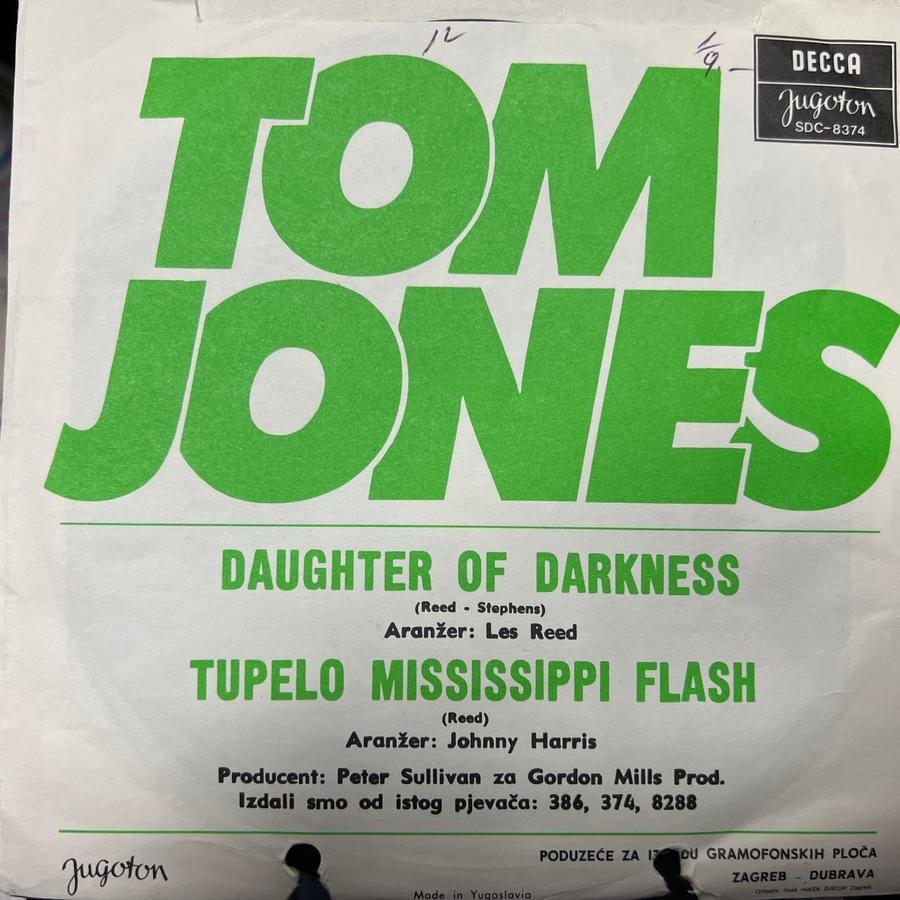 12
1/9.-
DECCA
Jugoton
SDC-8374
TOM
JONES
DAUGHTER OF DARKNESS
(Reed - Stephens)
Aranžer: Les Reed
TUPELO MISSISSIPPI FLASH
(Reed)
Aranžer: Johnny Harris
Producent: Peter Sullivan za Gordon Mills Prod.
Izdali smo od istog pjevača: 386, 374, 8288
Jugoton
PODUZEĆE ZA GRAMOFONSKIH PLOČA
ZAGREB - DUBRAVA
Made in Yugoslavia